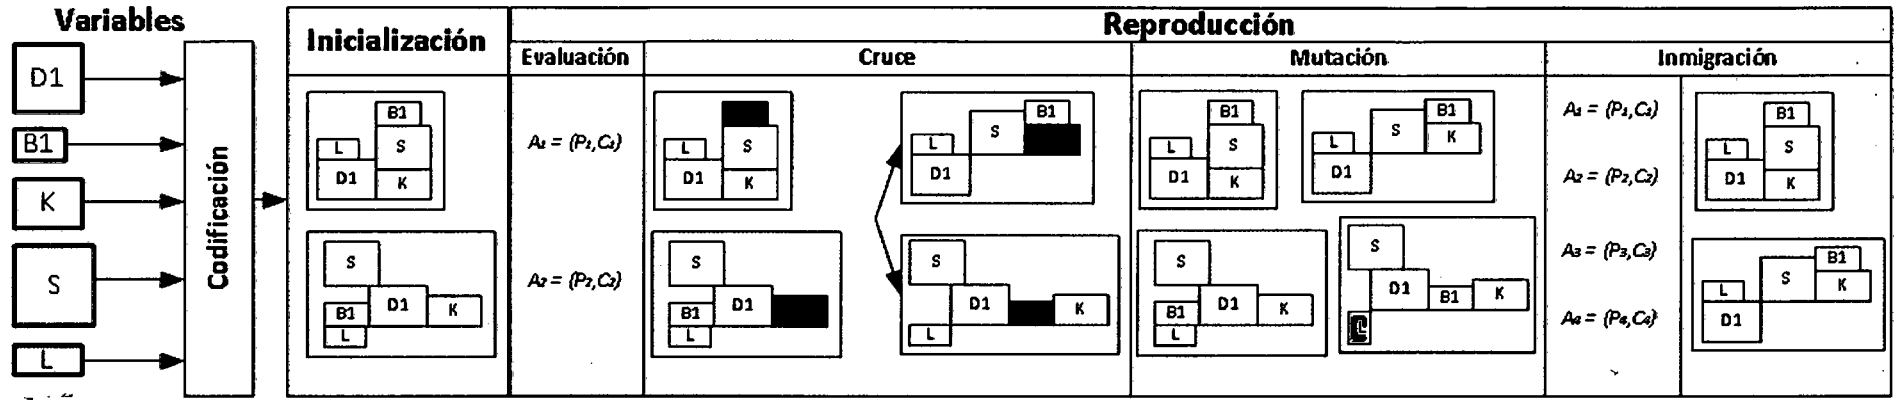 Variables
D1
B1
K
S
L
Codificación
Inicialización
B1
L
S
D1
K
S
D1
B1
K
L
Reproducción
Evaluación
A₁ = (P₁,C₁)
A₂ = (P₂,C₂)
Cruce
L
S
D1
K
S
D1
B1
L
B1
S
L
D1
S
D1
K
L
Mutación
B1
L
S
D1
K
B1
S
L
K
D1
S
D1
B1
K
L
S
D1
B1
K
Inmigración
A₁ = (P₁,C₁)
A₂ = (P₂,C₂)
A₃ = (P₃,C₃)
A₄ = (P₄,C₄)
B1
L
S
D1
K
B1
S
K
L
D1